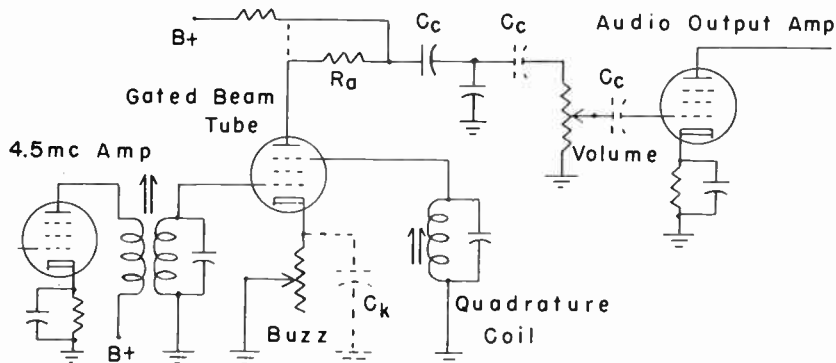 B+
Cc
Cc
Audio Output Amp
Ra
Cc
Gated Beam
Tube
4.5mc Amp
Volume
Ck
Quadrature
Coil
Buzz
B+